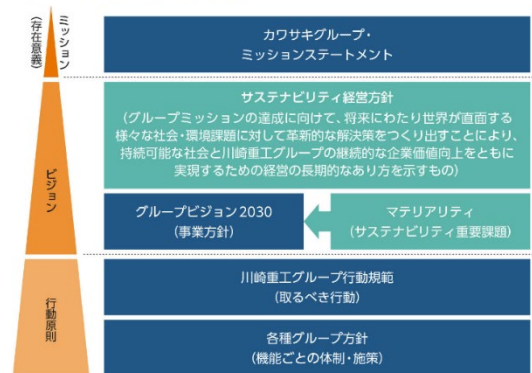 ミッション
(存在意義)
カワサキグループ・
ミッションステートメント
ビジョン
サステナビリティ経営方針
(グループミッションの達成に向けて、将来にわたり世界が直面する
様々な社会・環境課題に対して革新的な解決策をつくり出すことにより、
持続可能な社会と川崎重工グループの継続的な企業価値向上をともに
実現するための経営の長期的なあり方を示すもの)
グループビジョン2030
(事業方針)
マテリアリティ
(サステナビリティ重要課題)
行動原則
川崎重工グループ行動規範
(取るべき行動)
各種グループ方針
(機能ごとの体制・施策)